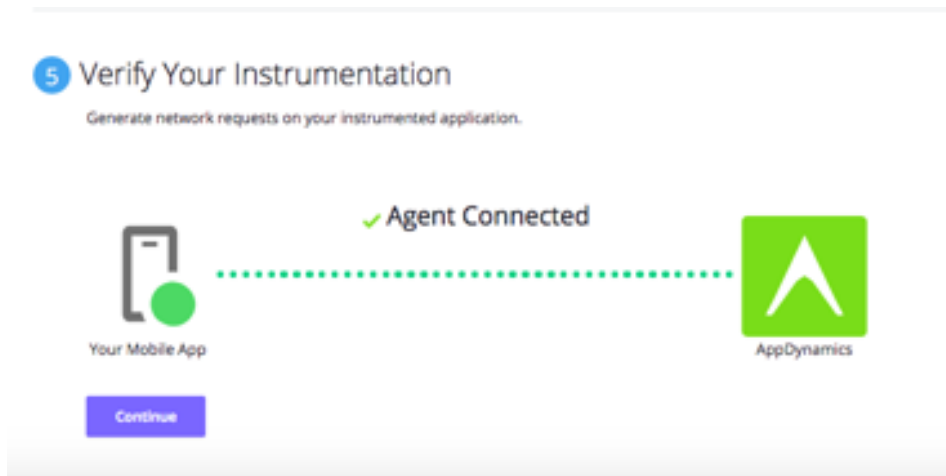 5 Verify Your Instrumentation
Generate network requests on your instrumented application.
Agent Connected
Your Mobile App
AppDynamics
Continue